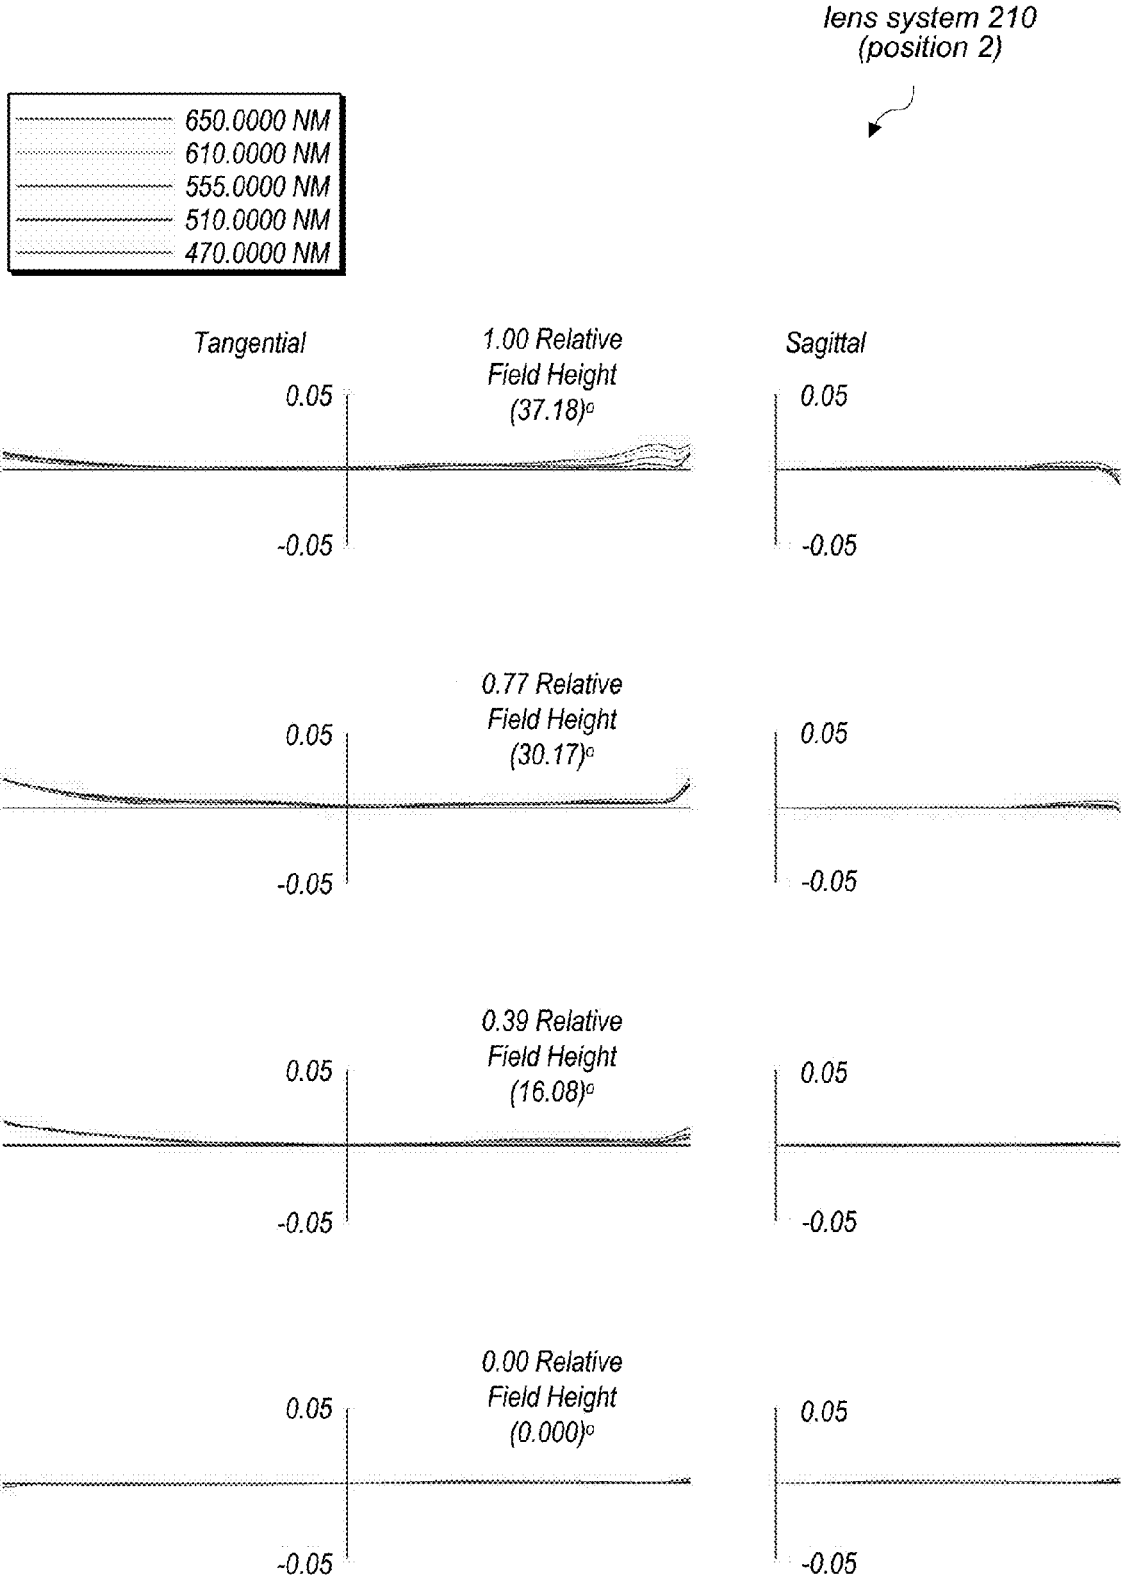 lens system 210
(position 2)
650.0000 NM
610.0000 NM
555.0000 NM
510.0000 NM
470.0000 NM
Tangential
1.00 Relative
Field Height
(37.18)º
Sagittal
0.05
0.05
-0.05
-0.05
0.77 Relative
Field Height
(30.17)º
0.05
0.05
-0.05
-0.05
0.39 Relative
Field Height
(16.08)º
0.05
0.05
-0.05
-0.05
0.00 Relative
Field Height
(0.000)º
0.05
0.05
-0.05
-0.05